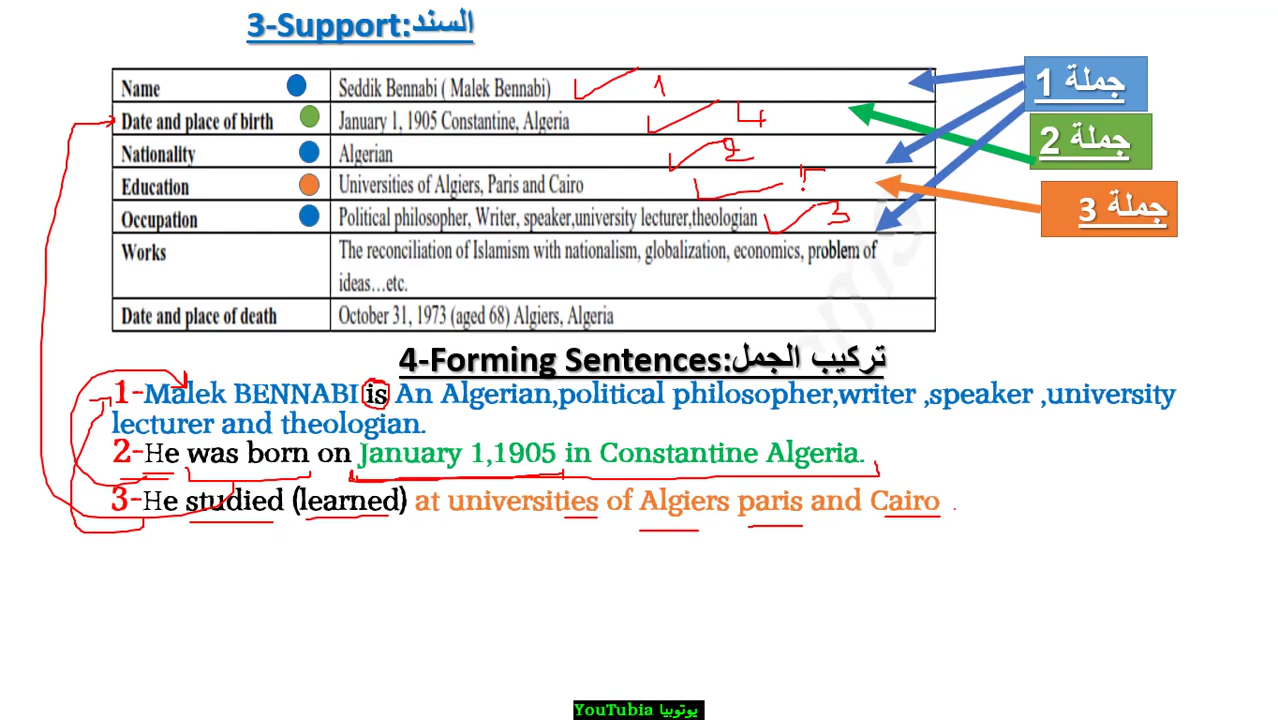 3-Support:السند
Name Seddik Bennabi ( Malek Bennabi) 1
Date and place of birth January 1, 1905 Constantine, Algeria 4
Nationality Algerian 2
Education Universities of Algiers, Paris and Cairo 5
Occupation Political philosopher, Writer, speaker,university lecturer,theologian 3
Works The reconciliation of Islamism with nationalism, globalization, economics, problem of
ideas…etc.
Date and place of death October 31, 1973 (aged 68) Algiers, Algeria
جملة 1
جملة 2
جملة 3
4-Forming Sentences:تركيب الجمل
1-Malek BENNABI is An Algerian,political philosopher,writer ,speaker ,university
lecturer and theologian.
2-He was born on January 1,1905 in Constantine Algeria.
3-He studied (learned) at universities of Algiers paris and Cairo .
YouTubia يوتوبيا